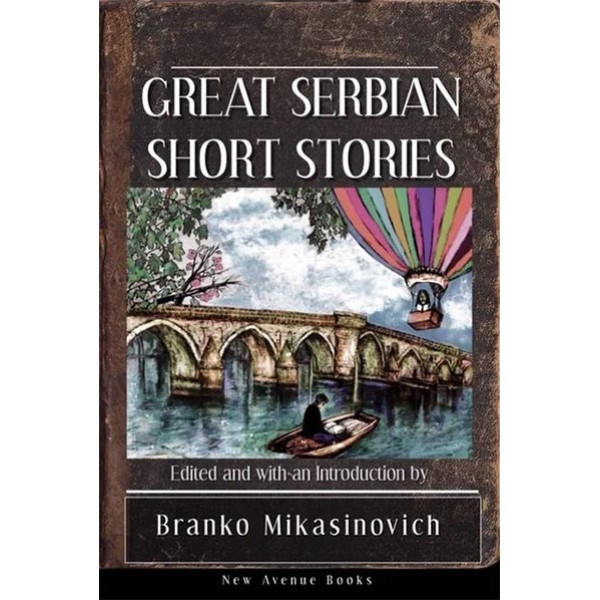 GREAT SERBIAN
SHORT STORIES
Edited and with an Introduction by
Branko Mikasinovich
New Avenue Books